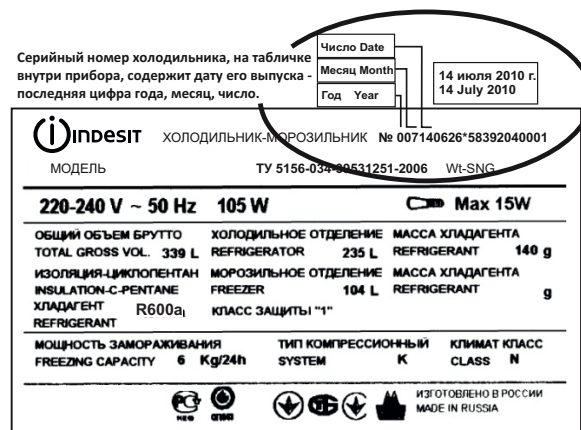 Серийный номер холодильника, на табличке
внутри прибора, содержит дату его выпуска -
последняя цифра года, месяц, число.
Число Date
Месяц Month
Год Year
14 июля 2010 г.
14 July 2010
indesit ХОЛОДИЛЬНИК-МОРОЗИЛЬНИК № 007140626*58392040001
МОДЕЛЬ ТУ 5156-034-39531251-2006 Wt-SNG
220-240 V ~ 50 Hz 105 W Max 15W
ОБЩИЙ ОБЪЕМ БРУТТО ХОЛОДИЛЬНОЕ ОТДЕЛЕНИЕ МАССА ХЛАДАГЕНТА
TOTAL GROSS VOL. 339 L REFRIGERATOR 235 L REFRIGERANT 140 g
ИЗОЛЯЦИЯ-ЦИКЛОПЕНТАН МОРОЗИЛЬНОЕ ОТДЕЛЕНИЕ МАССА ХЛАДАГЕНТА
INSULATION-C-PENTANE FREEZER 104 L REFRIGERANT g
ХЛАДАГЕНТ R600a КЛАСС ЗАЩИТЫ "1"
REFRIGERANT
МОЩНОСТЬ ЗАМОРАЖИВАНИЯ ТИП КОМПРЕССИОННЫЙ КЛИМАТ КЛАСС
FREEZING CAPACITY 6 Kg/24h SYSTEM K CLASS N
ИЗГОТОВЛЕНО В РОССИИ
MADE IN RUSSIA